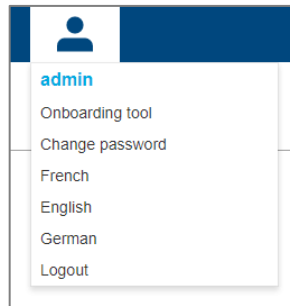 admin
Onboarding tool
Change password
French
English
German
Logout